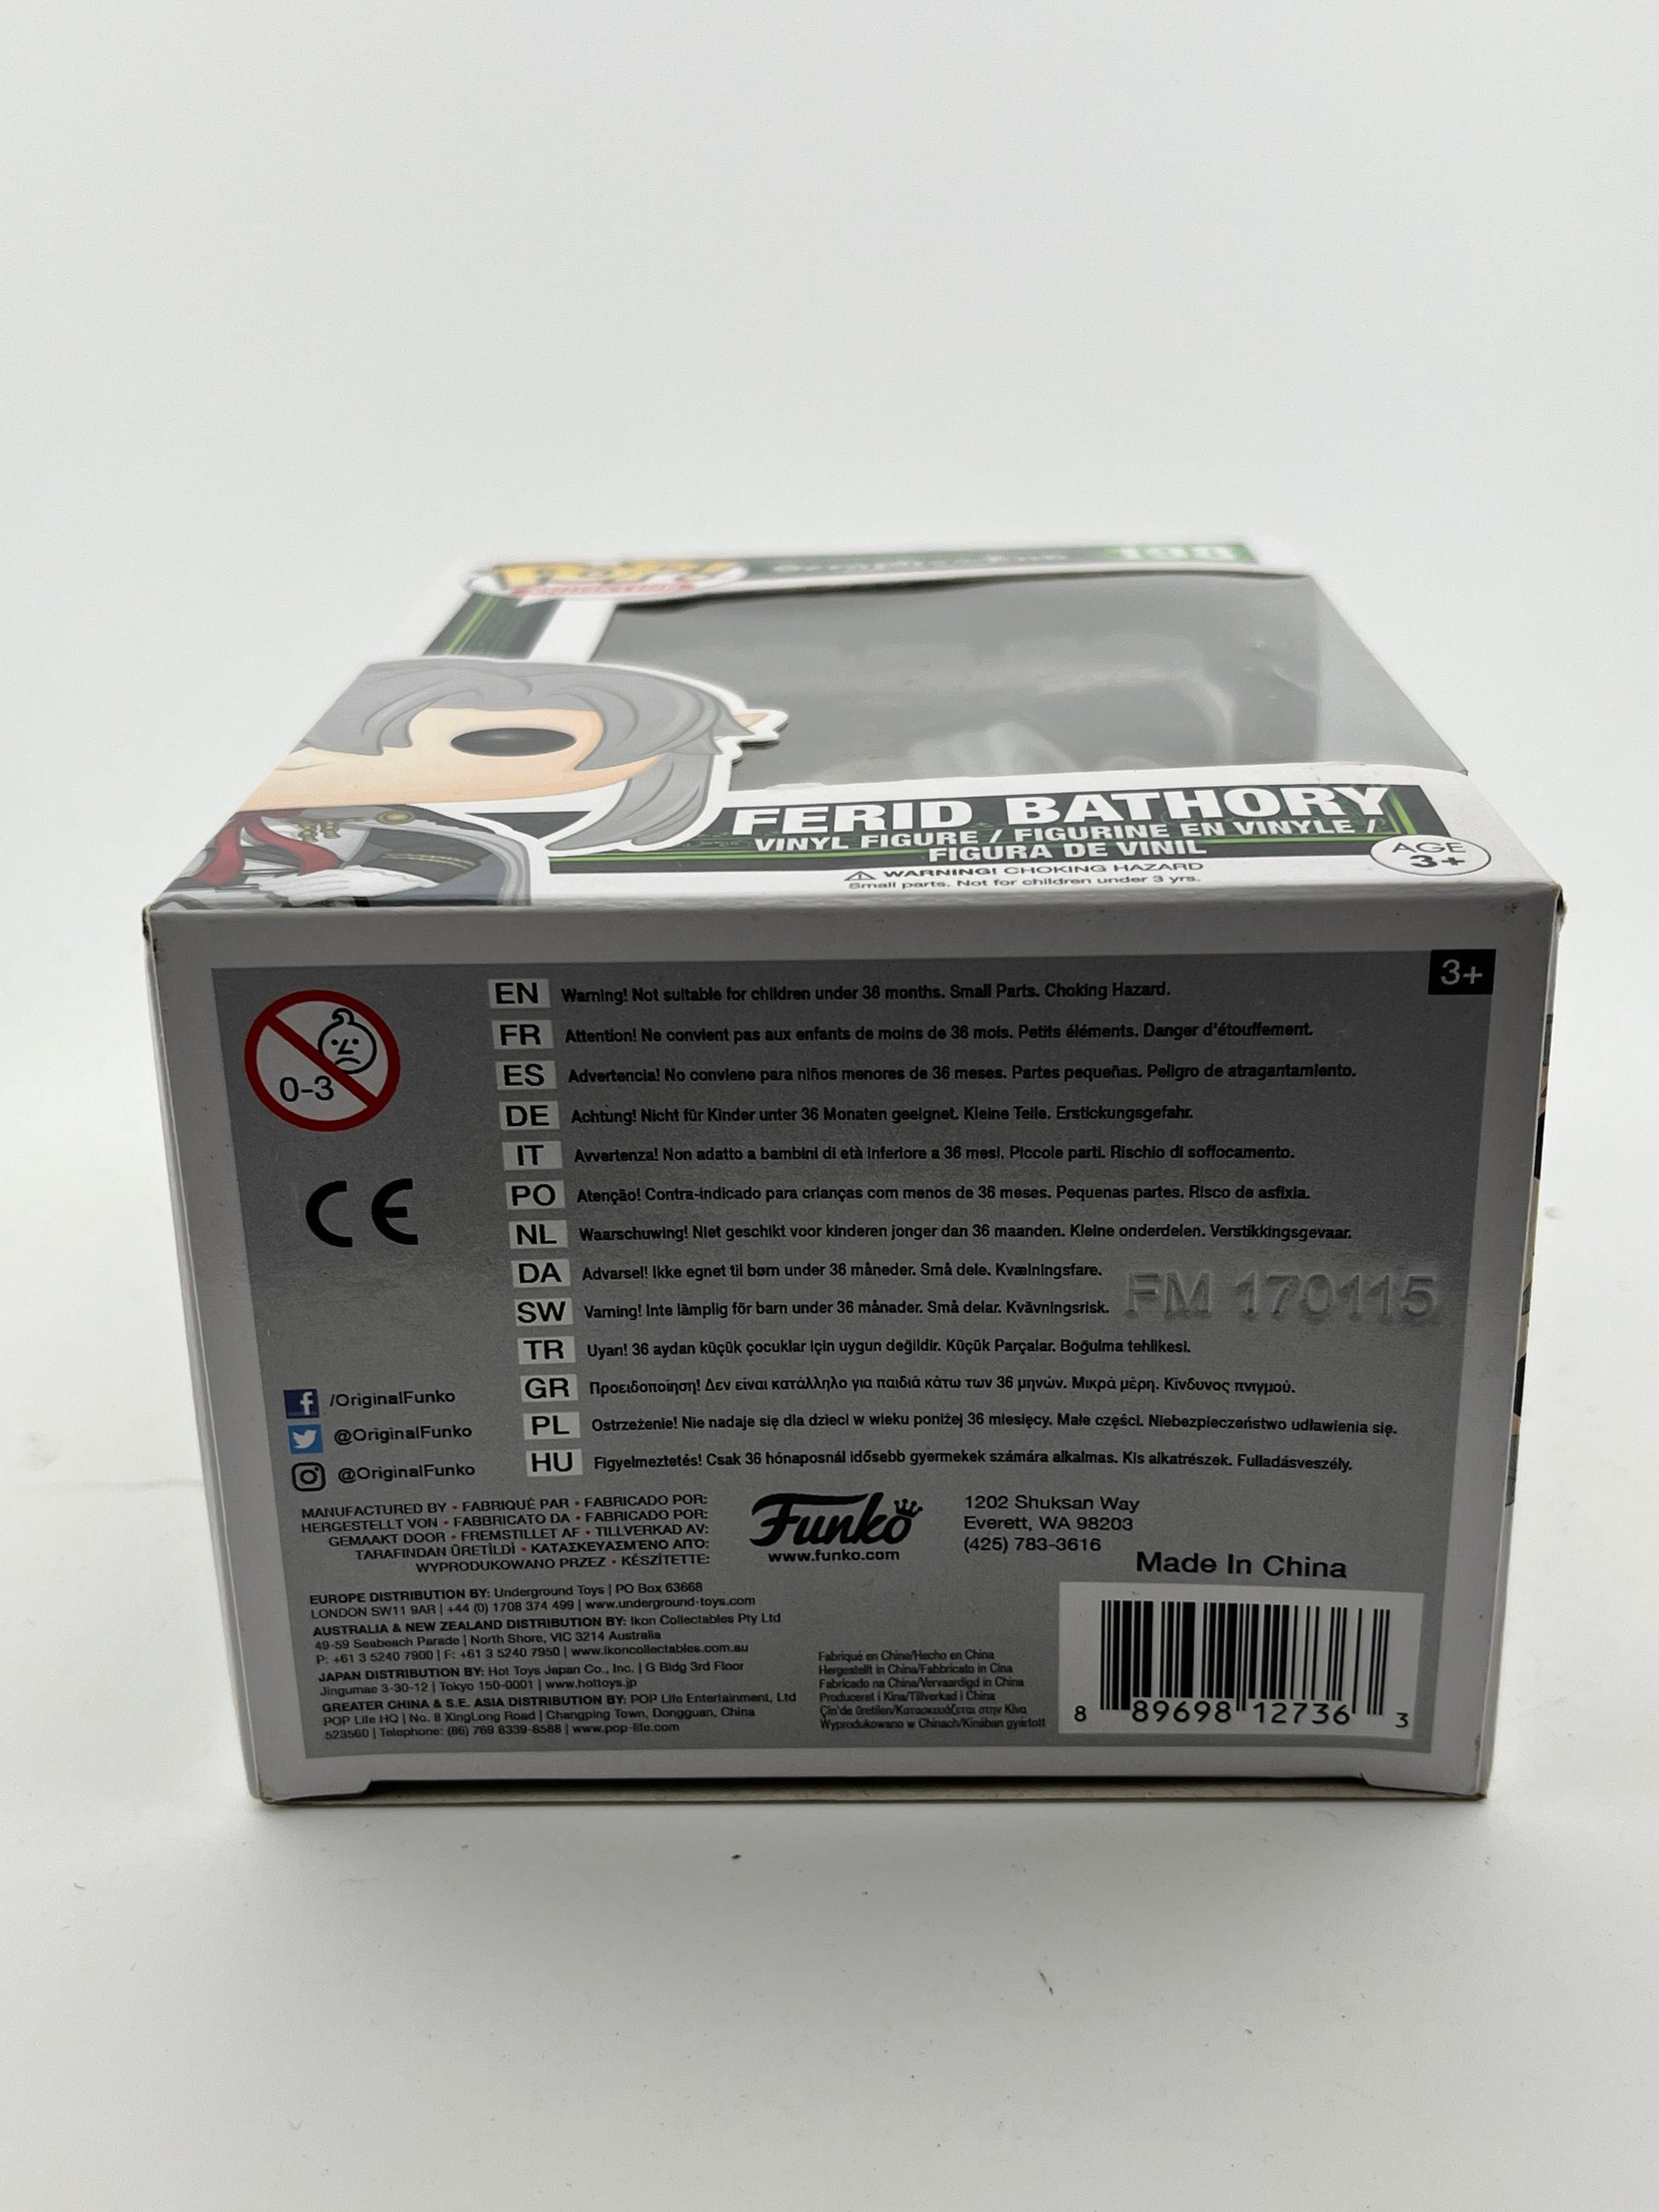 POP!
Seraph of the End
198
FERID BATHORY
VINYL FIGURE / FIGURINE EN VINYLE /
FIGURA DE VINIL
AGE
3+
WARNING! CHOKING HAZARD
Small parts. Not for children under 3 yrs.
3+
0-3
EN Warning! Not suitable for children under 36 months. Small Parts. Choking Hazard.
FR Attention! Ne convient pas aux enfants de moins de 36 mois. Petits éléments. Danger d'étouffement.
ES Advertencia! No conviene para niños menores de 36 meses. Partes pequeñas. Peligro de atragantamiento.
DE Achtung! Nicht für Kinder unter 36 Monaten geeignet. Kleine Teile. Erstickungsgefahr.
IT Avvertenza! Non adatto a bambini di età inferiore a 36 mesi. Piccole parti. Rischio di soffocamento.
PO Atenção! Contra-indicado para crianças com menos de 36 meses. Pequenas partes. Risco de asfixia.
NL Waarschuwing! Niet geschikt voor kinderen jonger dan 36 maanden. Kleine onderdelen. Verstikkingsgevaar.
DA Advarsel! Ikke egnet til børn under 36 måneder. Små dele. Kvælningsfare.
SW Varning! Inte lämplig för barn under 36 månader. Små delar. Kvävningsrisk.
TR Uyarı! 36 aydan küçük çocuklar için uygun değildir. Küçük Parçalar. Boğulma tehlikesi.
GR Προειδοποίηση! Δεν είναι κατάλληλο για παιδιά κάτω των 36 μηνών. Μικρά μέρη. Κίνδυνος πνιγμού.
PL Ostrzeżenie! Nie nadaje się dla dzieci w wieku poniżej 36 miesięcy. Małe części. Niebezpieczeństwo udławienia się.
HU Figyelmeztetés! Csak 36 hónaposnál idősebb gyermekek számára alkalmas. Kis alkatrészek. Fulladásveszély.
CE
FM 170115
/OriginalFunko
@OriginalFunko
@OriginalFunko
MANUFACTURED BY • FABRIQUÉ PAR • FABRICADO POR:
HERGESTELLT VON • FABBRICATO DA • FABRICADO POR:
GEMAAKT DOOR • FREMSTILLET AF • TILLVERKAD AV:
TARAFINDAN ÜRETİLDİ • ΚΑΤΑΣΚΕΥΑΣΜΈΝΟ ΑΠΌ:
WYPRODUKOWANO PRZEZ • KÉSZÍTETTE:
Funko
www.funko.com
1202 Shuksan Way
Everett, WA 98203
(425) 783-3616
Made In China
EUROPE DISTRIBUTION BY: Underground Toys | PO Box 63668
LONDON SW11 9AR | +44 (0) 1708 374 499 | www.underground-toys.com
AUSTRALIA & NEW ZEALAND DISTRIBUTION BY: Ikon Collectables Pty Ltd
49-59 Seabeach Parade | North Shore, VIC 3214 Australia
P: +61 3 5240 7900 | F: +61 3 5240 7950 | www.ikoncollectables.com.au
JAPAN DISTRIBUTION BY: Hot Toys Japan Co., Inc. | G Bldg 3rd Floor
Jingumae 3-30-12 | Tokyo 150-0001 | www.hottoys.jp
GREATER CHINA & S.E. ASIA DISTRIBUTION BY: POP Life Entertainment, Ltd
POP Life HQ | No. 8 XingLong Road | Changping Town, Dongguan, China
523560 | Telephone: (86) 769 8339-8588 | www.pop-life.com
Fabriqué en Chine/Hecho en China
Hergestellt in China/Fabbricato in Cina
Fabricado na China/Vervaardigd in China
Produceret i Kina/Tillverkad i China
Çin'de üretilen/Κατασκευάζεται στην Κίνα
Wyprodukowano w Chinach/Kínában gyártott
8 89698 12736 3